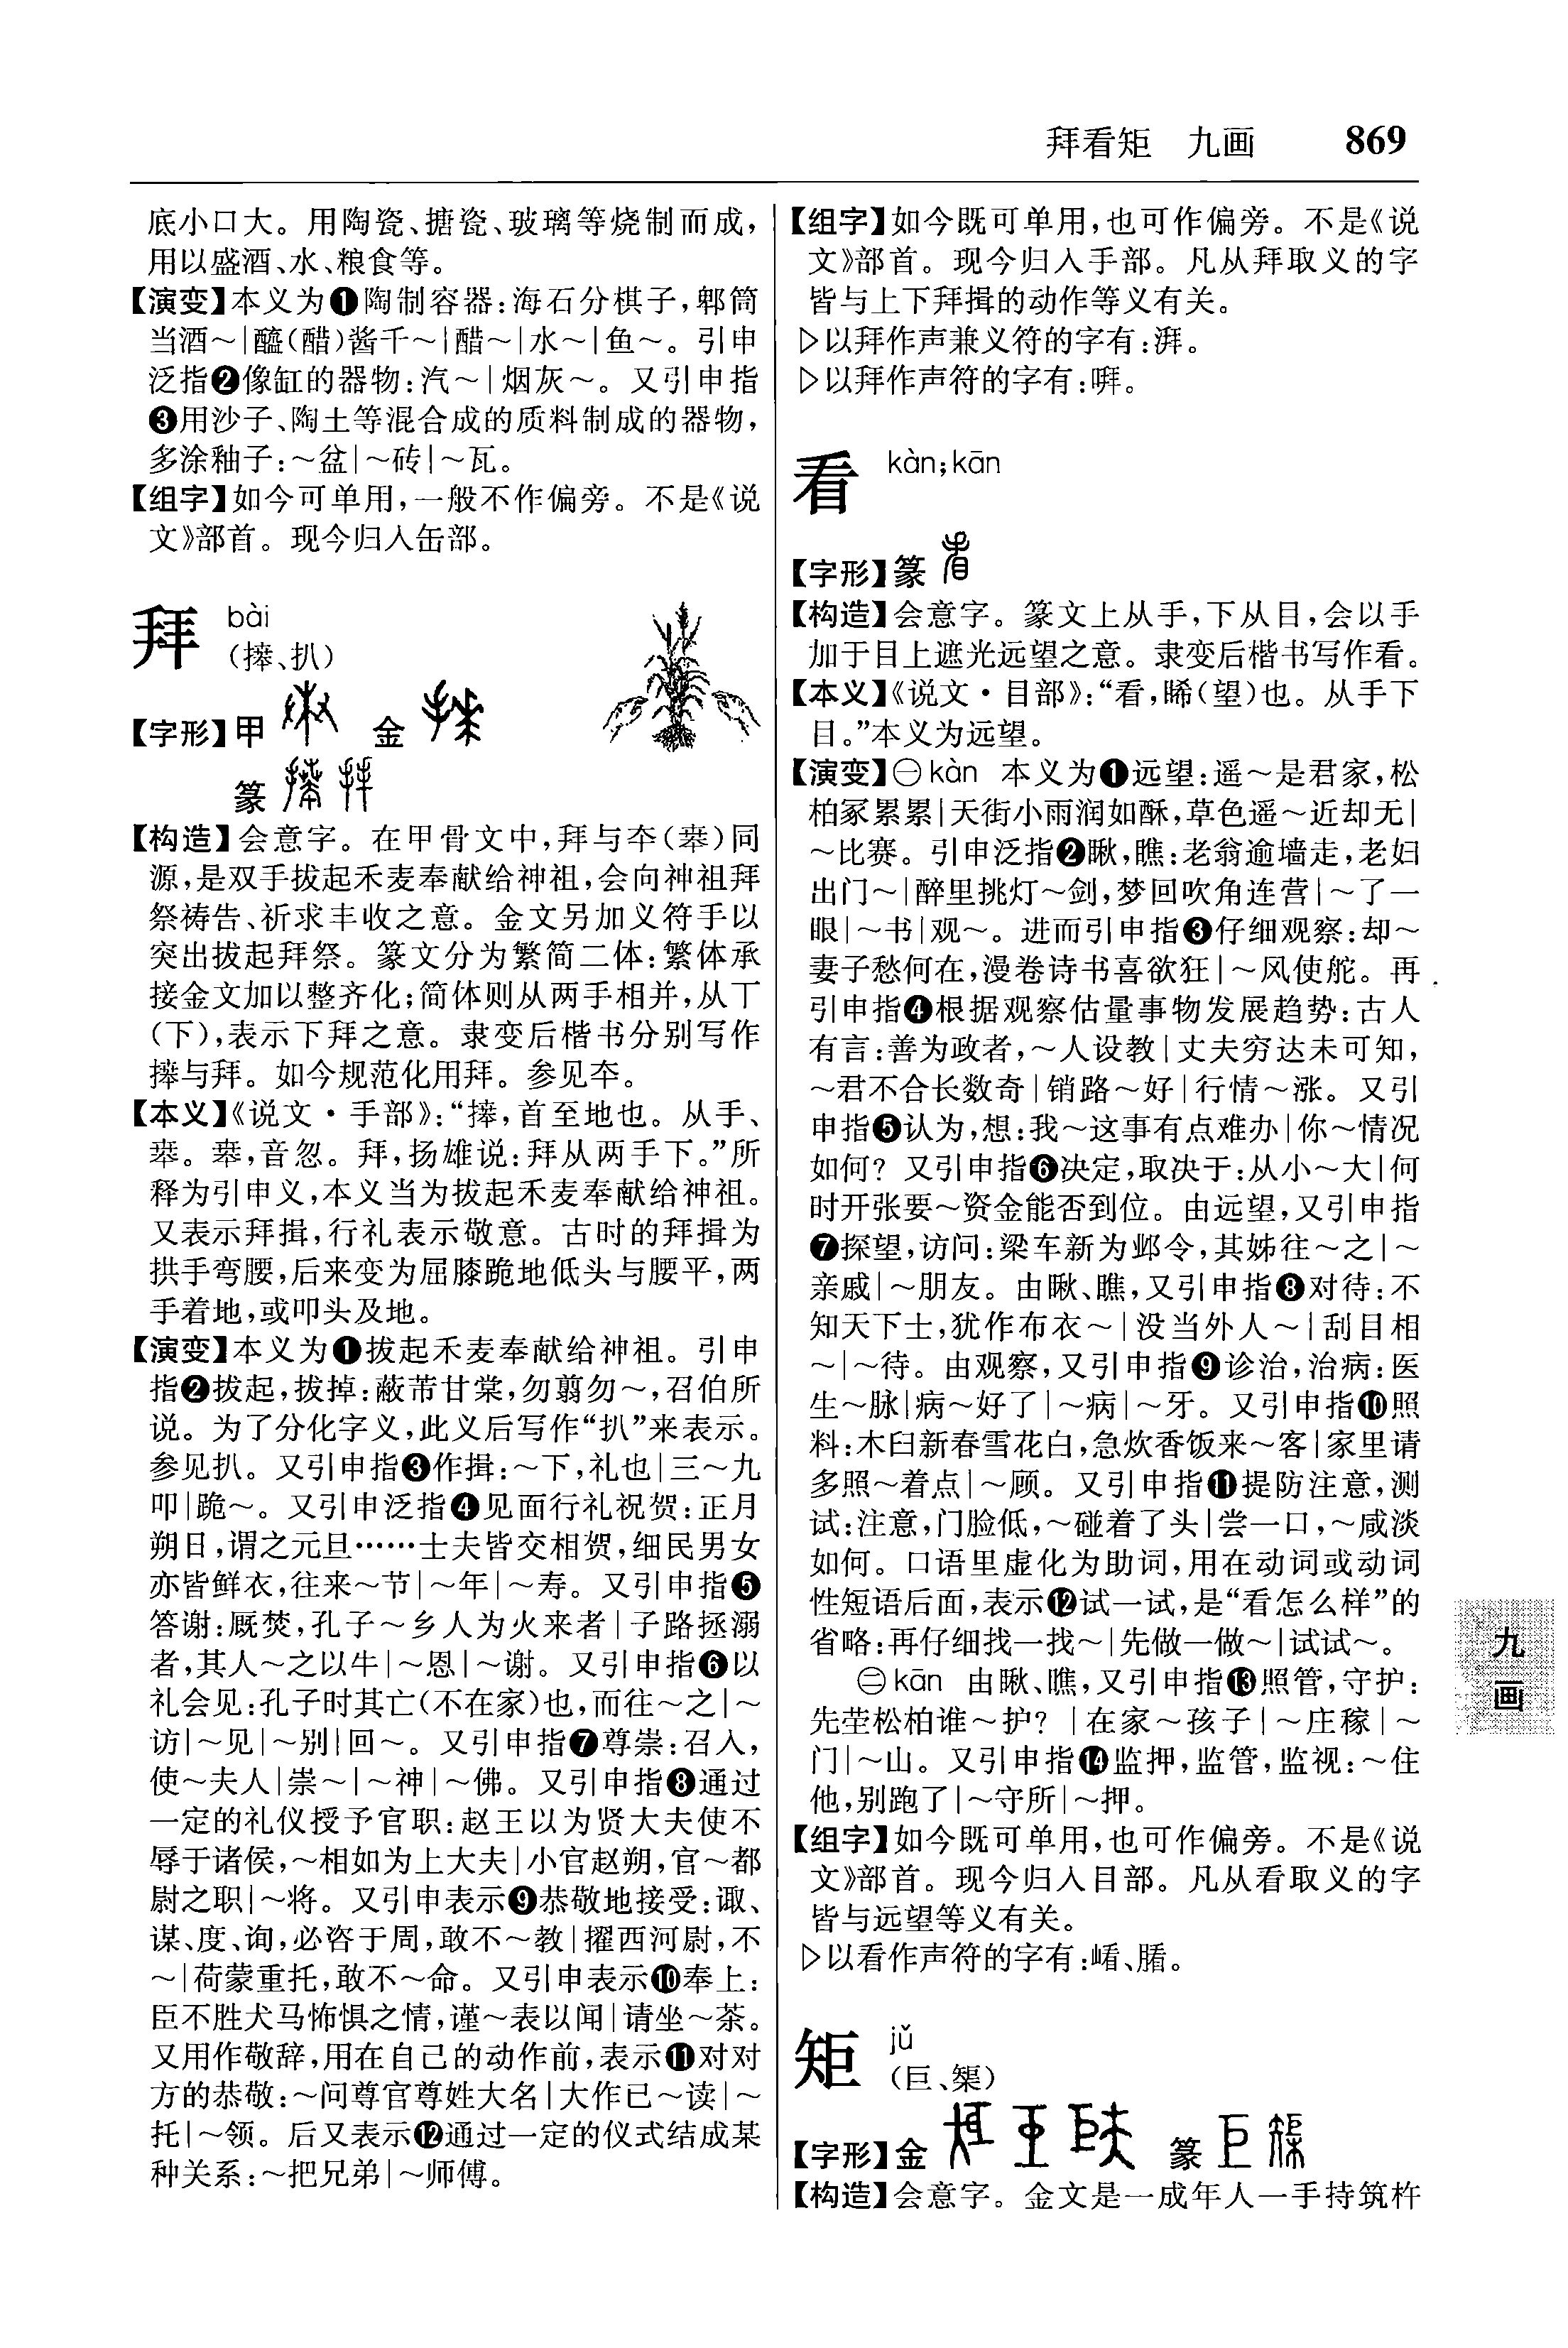 拜看矩　九画　869
底小口大。用陶瓷、搪瓷、玻璃等烧制而成，
用以盛酒、水、粮食等。
【演变】本义为❶陶制容器：海石分棋子，郫筒
当酒～|醯（醋）酱千～|醋～|水～|鱼～。引申
泛指❷像缸的器物：汽～|烟灰～。又引申指
❸用沙子、陶土等混合成的质料制成的器物，
多涂釉子：～盆|～砖|～瓦。
【组字】如今可单用，一般不作偏旁。不是《说
文》部首。现今归入缶部。
拜 bài
（㨲、扒）
【字形】甲 金
篆
【构造】会意字。在甲骨文中，拜与㚔（𠦪）同
源，是双手拔起禾麦奉献给神祖，会向神祖拜
祭祷告、祈求丰收之意。金文另加义符手以
突出拔起拜祭。篆文分为繁简二体：繁体承
接金文加以整齐化；简体则从两手相并，从丅
（下），表示下拜之意。隶变后楷书分别写作
㨲与拜。如今规范化用拜。参见㚔。
【本义】《说文·手部》：“㨲，首至地也。从手、
𠦪。𠦪，音忽。拜，扬雄说：拜从两手下。”所
释为引申义，本义当为拔起禾麦奉献给神祖。
又表示拜揖，行礼表示敬意。古时的拜揖为
拱手弯腰，后来变为屈膝跪地低头与腰平，两
手着地，或叩头及地。
【演变】本义为❶拔起禾麦奉献给神祖。引申
指❷拔起，拔掉：蔽芾甘棠，勿翦勿～，召伯所
说。为了分化字义，此义后写作“扒”来表示。
参见扒。又引申指❸作揖：～下，礼也|三～九
叩|跪～。又引申泛指❹见面行礼祝贺：正月
朔日，谓之元旦……士夫皆交相贺，细民男女
亦皆鲜衣，往来～节|～年|～寿。又引申指❺
答谢：厩焚，孔子～乡人为火来者|子路拯溺
者，其人～之以牛|～恩|～谢。又引申指❻以
礼会见：孔子时其亡（不在家）也，而往～之|～
访|～见|～别|回～。又引申指❼尊崇：召入，
使～夫人|崇～|～神|～佛。又引申指❽通过
一定的礼仪授予官职：赵王以为贤大夫使不
辱于诸侯，～相如为上大夫|小官赵朔，官～都
尉之职|～将。又引申表示❾恭敬地接受：诹、
谋、度、询，必咨于周，敢不～教|擢西河尉，不
～|荷蒙重托，敢不～命。又引申表示❿奉上：
臣不胜犬马怖惧之情，谨～表以闻|请坐～茶。
又用作敬辞，用在自己的动作前，表示⓫对对
方的恭敬：～问尊官尊姓大名|大作已～读|～
托|～领。后又表示⓬通过一定的仪式结成某
种关系：～把兄弟|～师傅。
【组字】如今既可单用，也可作偏旁。不是《说
文》部首。现今归入手部。凡从拜取义的字
皆与上下拜揖的动作等义有关。
▷以拜作声兼义符的字有：湃。
▷以拜作声符的字有：㗑。
看 kàn；kān
【字形】篆
【构造】会意字。篆文上从手，下从目，会以手
加于目上遮光远望之意。隶变后楷书写作看。
【本义】《说文·目部》：“看，睎（望）也。从手下
目。”本义为远望。
【演变】㊀kàn 本义为❶远望：遥～是君家，松
柏冢累累|天街小雨润如酥，草色遥～近却无|
～比赛。引申泛指❷瞅，瞧：老翁逾墙走，老妇
出门～|醉里挑灯～剑，梦回吹角连营|～了一
眼|～书|观～。进而引申指❸仔细观察：却～
妻子愁何在，漫卷诗书喜欲狂|～风使舵。再
引申指❹根据观察估量事物发展趋势：古人
有言：善为政者，～人设教|丈夫穷达未可知，
～君不合长数奇|销路～好|行情～涨。又引
申指❺认为，想：我～这事有点难办|你～情况
如何？又引申指❻决定，取决于：从小～大|何
时开张要～资金能否到位。由远望，又引申指
❼探望，访问：梁车新为邺令，其姊往～之|～
亲戚|～朋友。由瞅、瞧，又引申指❽对待：不
知天下士，犹作布衣～|没当外人～|刮目相
～|～待。由观察，又引申指❾诊治，治病：医
生～脉|病～好了|～病|～牙。又引申指❿照
料：木臼新舂雪花白，急炊香饭来～客|家里请
多照～着点|～顾。又引申指⓫提防注意，测
试：注意，门脸低，～碰着了头|尝一口，～咸淡
如何。口语里虚化为助词，用在动词或动词
性短语后面，表示⓬试一试，是“看怎么样”的
省略：再仔细找一找～|先做一做～|试试～。
㊁kān 由瞅、瞧，又引申指⓭照管，守护：
先茔松柏谁～护？|在家～孩子|～庄稼|～
门|～山。又引申指⓮监押，监管，监视：～住
他，别跑了|～守所|～押。
【组字】如今既可单用，也可作偏旁。不是《说
文》部首。现今归入目部。凡从看取义的字
皆与远望等义有关。
▷以看作声符的字有：㟁、䐩。
矩 jǔ
（巨、榘）
【字形】金 篆
【构造】会意字。金文是一成年人一手持筑杵
九
画